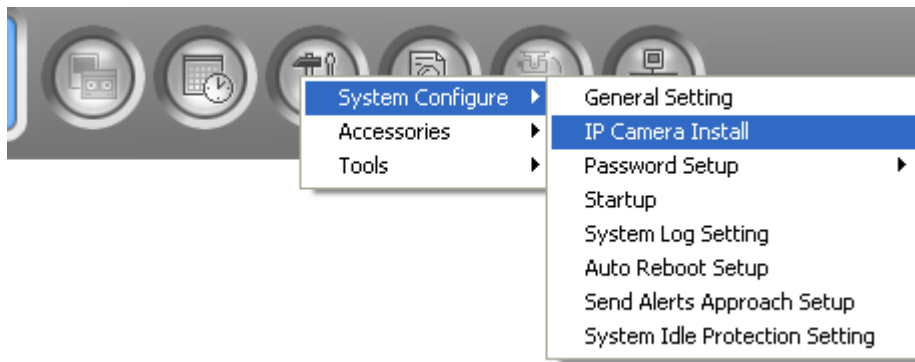 System Configure
Accessories
Tools
General Setting
IP Camera Install
Password Setup
Startup
System Log Setting
Auto Reboot Setup
Send Alerts Approach Setup
System Idle Protection Setting